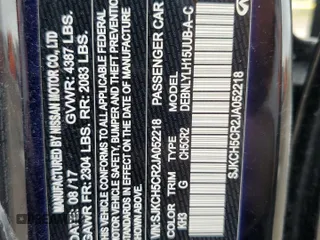 MANUFACTURED BY NISSAN MOTOR CO., LTD
DATE: 08/17 GVWR: 4387 LBS.
GAWR FR: 2304 LBS. RR: 2083 LBS.
THIS VEHICLE CONFORMS TO ALL APPLICABLE FEDERAL
MOTOR VEHICLE SAFETY, BUMPER AND THEFT PREVENTION
STANDARDS IN EFFECT ON THE DATE OF MANUFACTURE
VIN: SJKCH5CR2JA052218 PASSENGER CAR
COLOR TRIM TYPE MODEL
KH3 G CH5CR2 DEBNLYLH15UUB-A-C
SJKCH5CR2JA052218